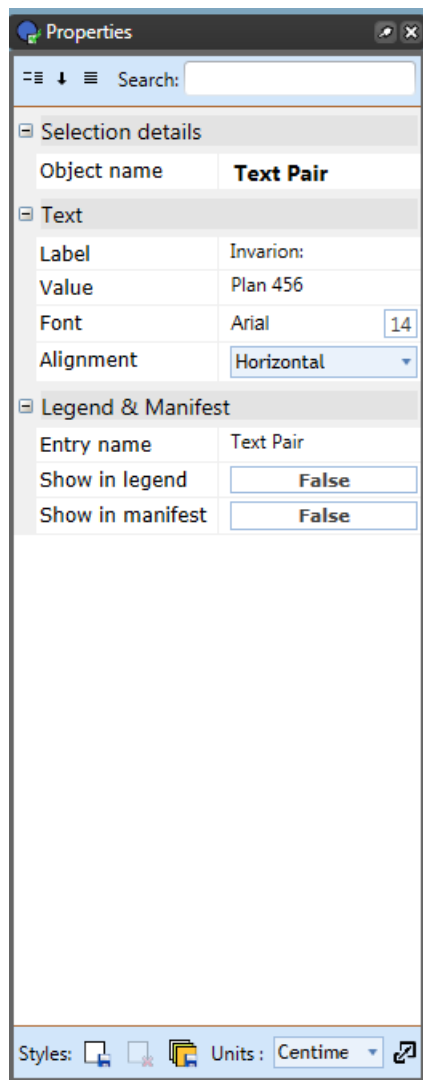 Properties
Search:
Selection details
Object name Text Pair
Text
Label Invarion:
Value Plan 456
Font Arial 14
Alignment Horizontal
Legend & Manifest
Entry name Text Pair
Show in legend False
Show in manifest False
Styles: Units : Centime